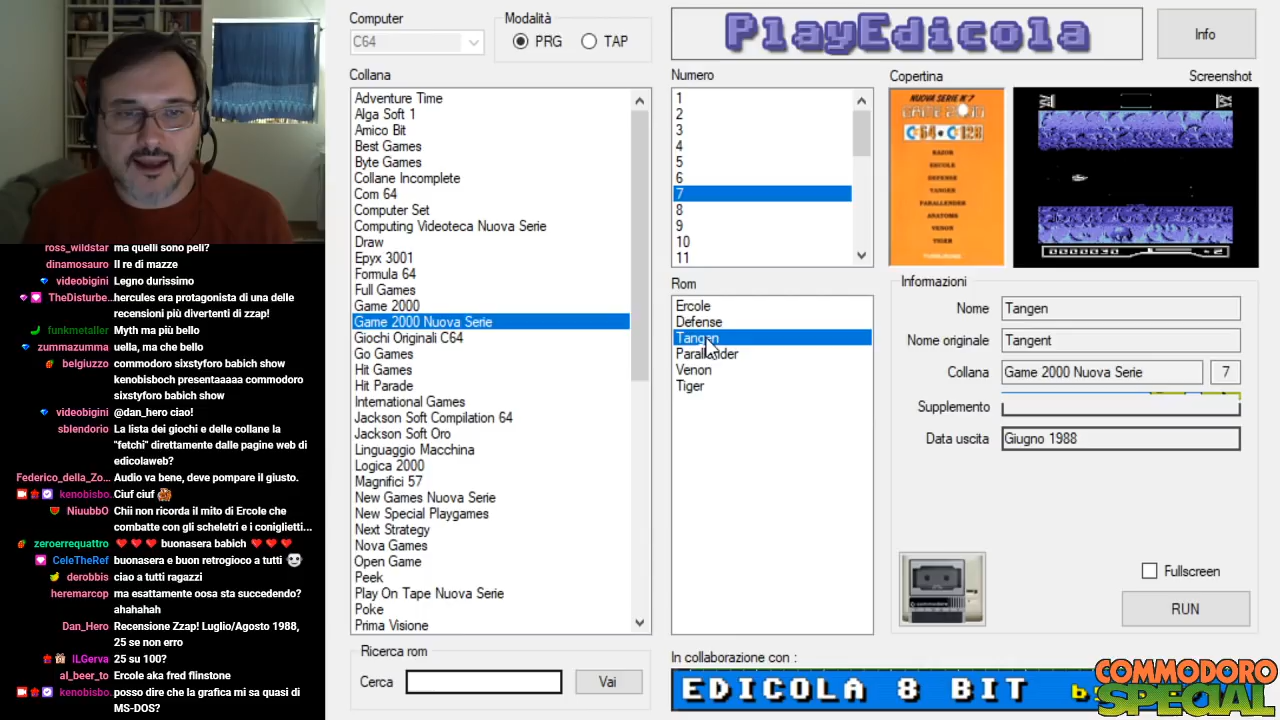 Computer
C64
Modalità
PRG
TAP
PlayEdicola
Info
Collana
Adventure Time
Alga Soft 1
Amico Bit
Best Games
Byte Games
Collane Incomplete
Com 64
Computer Set
Computing Videoteca Nuova Serie
Draw
Epyx 3001
Formula 64
Full Games
Game 2000
Game 2000 Nuova Serie
Giochi Originali C64
Go Games
Hit Games
Hit Parade
International Games
Jackson Soft Compilation 64
Jackson Soft Oro
Linguaggio Macchina
Logica 2000
Magnifici 57
New Games Nuova Serie
New Special Playgames
Next Strategy
Nova Games
Open Game
Peek
Play On Tape Nuova Serie
Poke
Prima Visione
Ricerca rom
Cerca
Vai
Numero
1
2
3
4
5
6
7
8
9
10
11
Rom
Ercole
Defense
Tangen
Parallender
Venon
Tiger
Copertina
NUOVA SERIE N°7
C=64 C=128
RAZOR
ERCOLE
DEFENSE
TANGEN
PARALLENDER
VENON
TIGER
Screenshot
Informazioni
Nome
Tangen
Nome originale
Tangent
Collana
Game 2000 Nuova Serie
7
Supplemento
Data uscita
Giugno 1988
commodore
Fullscreen
RUN
In collaborazione con :
EDICOLA 8 BIT
COMMODORO
SPECIAL
ross_wildstar ma quelli sono peli?
dinamosauro Il re di mazze
videobigini Legno durissimo
TheDisturbe... hercules era protagonista di una delle
recensioni più divertenti di zzap!
funkmetaller Myth ma più bello
zummazumma uella, ma che bello
belgiuzzo commodoro sixstyforo babich show
kenobisboch presentaaaaa commodoro
sixstyforo babich show
videobigini @dan_hero ciao!
sblendorio La lista dei giochi e delle collane la
"fetchi" direttamente dalle pagine web di
edicolaweb?
Federico_della_Zo... Audio va bene, deve pompare il giusto.
kenobisbo... Ciuf ciuf
NiuubbO Chii non ricorda il mito di Ercole che
combatte con gli scheletri e i coniglietti...
zeroerrequattro buonasera babich
CeleTheRef buonasera e buon retrogioco a tutti
derobbis ciao a tutti ragazzi
heremarcop ma esattamente oosa sta succedendo?
ahahahah
Dan_Hero Recensione Zzap! Luglio/Agosto 1988,
25 se non erro
ILGerva 25 su 100?
al_beer_to Ercole aka fred flinstone
kenobisbo... posso dire che la grafica mi sa quasi di
MS-DOS?